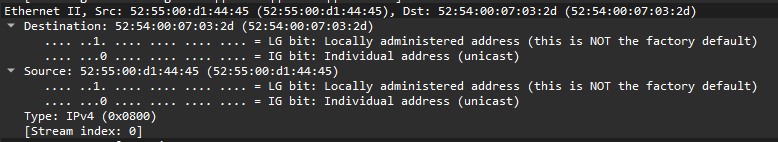 Ethernet II, Src: 52:55:00:d1:44:45 (52:55:00:d1:44:45), Dst: 52:54:00:07:03:2d (52:54:00:07:03:2d)
Destination: 52:54:00:07:03:2d (52:54:00:07:03:2d)
.... ..1. .... .... .... .... = LG bit: Locally administered address (this is NOT the factory default)
.... ...0 .... .... .... .... = IG bit: Individual address (unicast)
Source: 52:55:00:d1:44:45 (52:55:00:d1:44:45)
.... ..1. .... .... .... .... = LG bit: Locally administered address (this is NOT the factory default)
.... ...0 .... .... .... .... = IG bit: Individual address (unicast)
Type: IPv4 (0x0800)
[Stream index: 0]